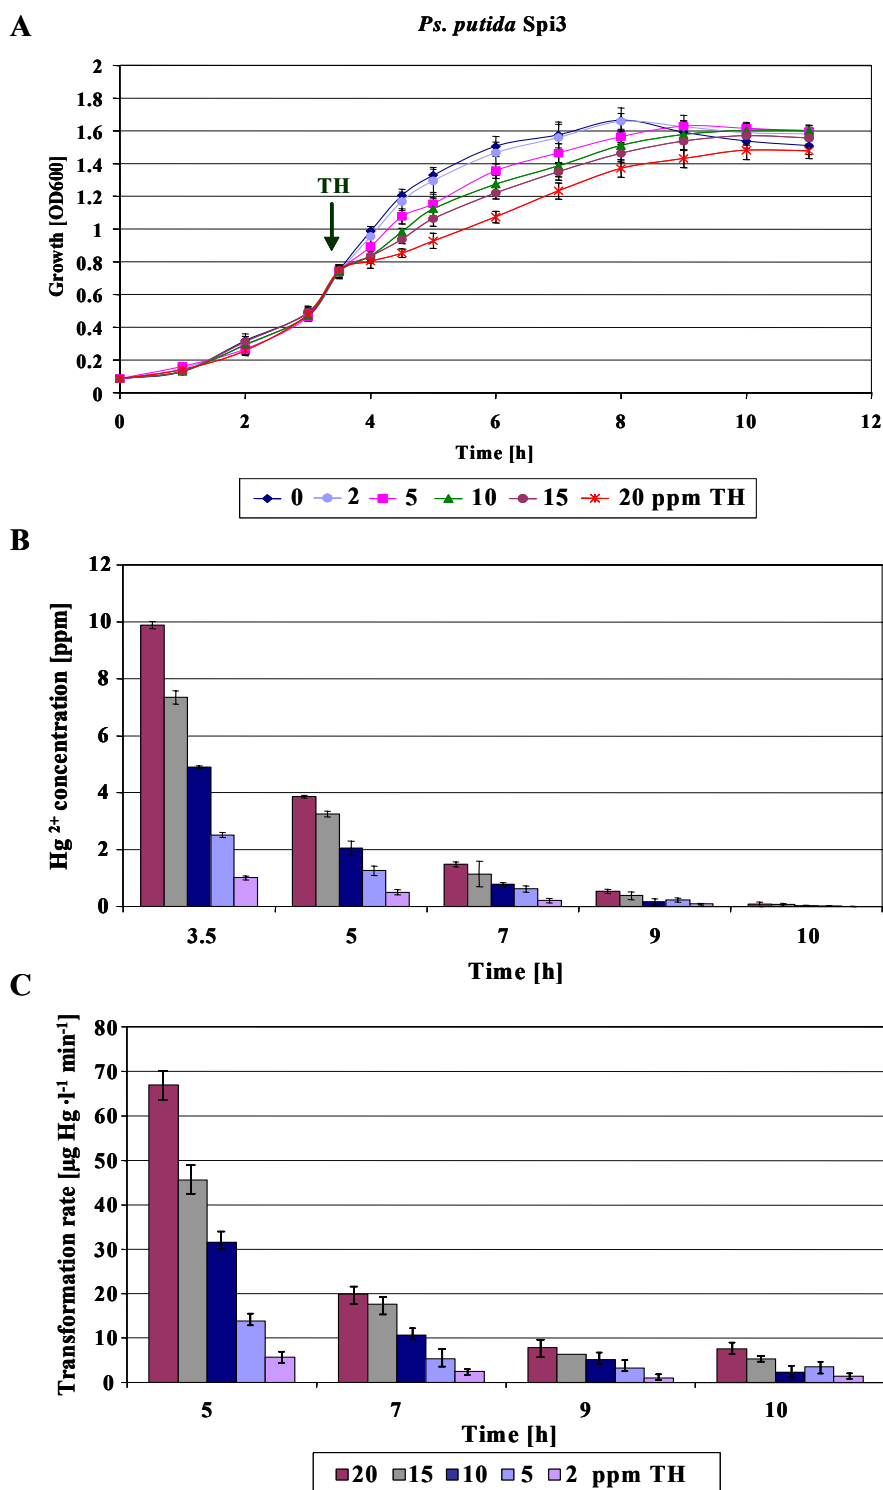 A
Ps. putida Spi3
2
1.8
1.6
1.4
1.2
1
0.8
0.6
0.4
0.2
0
Growth [OD600]
TH
0 2 4 6 8 10 12
Time [h]
0 2 5 10 15 20 ppm TH
B
12
10
8
6
4
2
0
Hg 2+ concentration [ppm]
3.5 5 7 9 10
Time [h]
C
80
70
60
50
40
30
20
10
0
Transformation rate [µg Hg ·l-1 min-1]
5 7 9 10
Time [h]
20 15 10 5 2 ppm TH